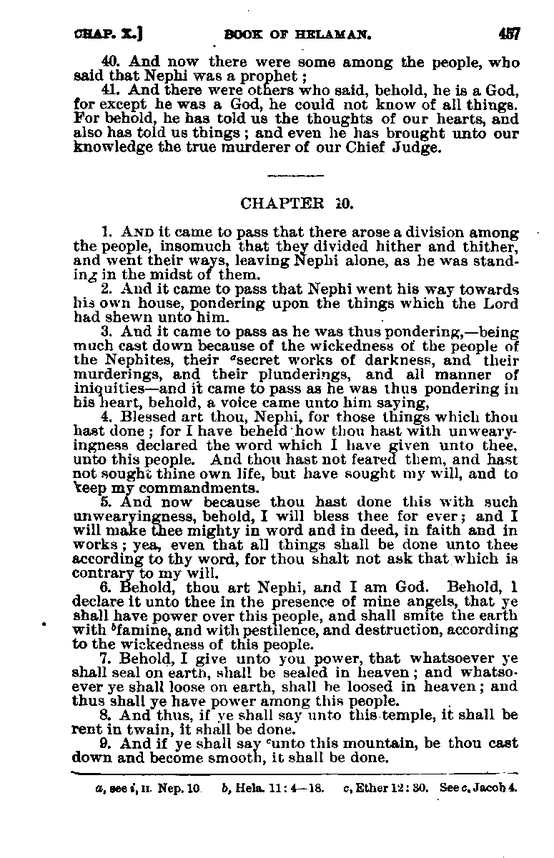 CHAP. X.] BOOK OF HELAMAN. 457
40. And now there were some among the people, who
said that Nephi was a prophet;
41. And there were others who said, behold, he is a God,
for except he was a God, he could not know of all things.
For behold, he has told us the thoughts of our hearts, and
also has told us things; and even he has brought unto our
knowledge the true murderer of our Chief Judge.
CHAPTER 10.
1. AND it came to pass that there arose a division among
the people, insomuch that they divided hither and thither,
and went their ways, leaving Nephi alone, as he was stand-
ing in the midst of them.
2. And it came to pass that Nephi went his way towards
his own house, pondering upon the things which the Lord
had shewn unto him.
3. And it came to pass as he was thus pondering,—being
much cast down because of the wickedness of the people of
the Nephites, their ᵃsecret works of darkness, and their
murderings, and their plunderings, and all manner of
iniquities—and it came to pass as he was thus pondering in
his heart, behold, a voice came unto him saying,
4. Blessed art thou, Nephi, for those things which thou
hast done; for I have beheld how thou hast with unweary-
ingness declared the word which I have given unto thee,
unto this people. And thou hast not feared them, and hast
not sought thine own life, but have sought my will, and to
keep my commandments.
5. And now because thou hast done this with such
unwearyingness, behold, I will bless thee for ever; and I
will make thee mighty in word and in deed, in faith and in
works; yea, even that all things shall be done unto thee
according to thy word, for thou shalt not ask that which is
contrary to my will.
6. Behold, thou art Nephi, and I am God. Behold, I
declare it unto thee in the presence of mine angels, that ye
shall have power over this people, and shall smite the earth
with ᵇfamine, and with pestilence, and destruction, according
to the wickedness of this people.
7. Behold, I give unto you power, that whatsoever ye
shall seal on earth, shall be sealed in heaven; and whatso-
ever ye shall loose on earth, shall be loosed in heaven; and
thus shall ye have power among this people.
8. And thus, if ye shall say unto this temple, it shall be
rent in twain, it shall be done.
9. And if ye shall say ᶜunto this mountain, be thou cast
down and become smooth, it shall be done.
a, see i, II. Nep. 10 b, Hela. 11: 4—18. c, Ether 12: 30. See c, Jacob 4.